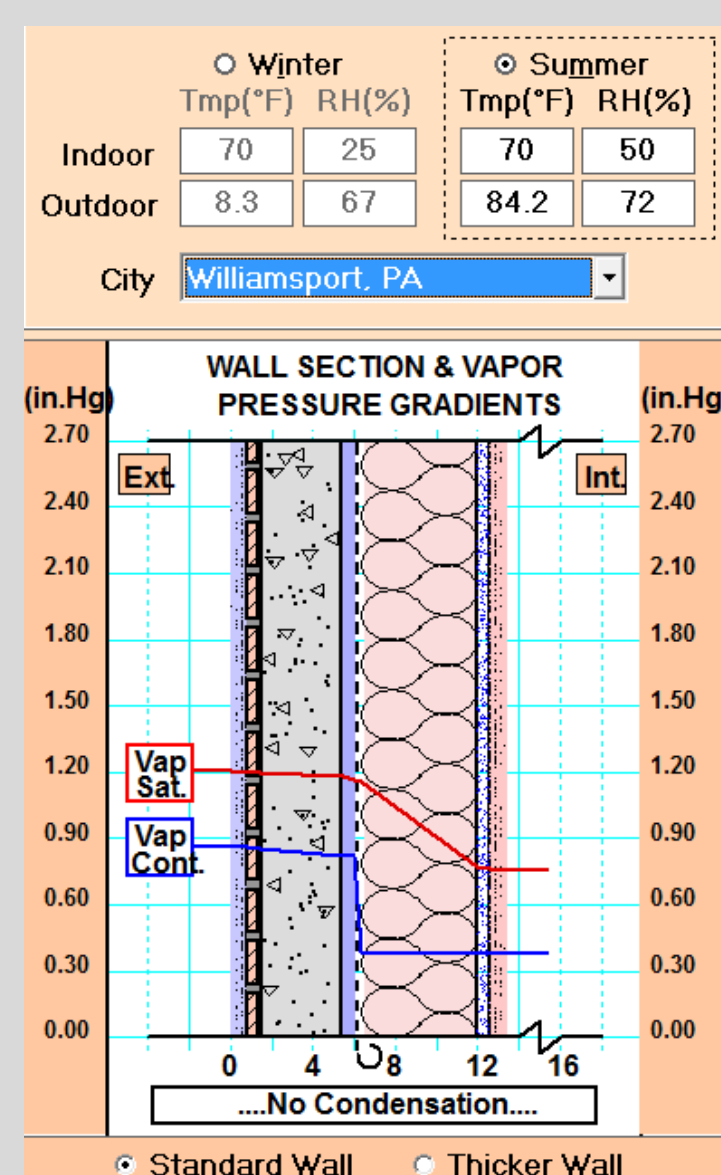 Winter Summer
Tmp(°F) RH(%) Tmp(°F) RH(%)
Indoor 70 25 70 50
Outdoor 8.3 67 84.2 72
City Williamsport, PA
WALL SECTION & VAPOR
PRESSURE GRADIENTS
(in.Hg) (in.Hg
2.70 2.70
Ext. Int.
2.40 2.40
2.10 2.10
1.80 1.80
1.50 1.50
1.20 1.20
Vap
Sat.
0.90 0.90
Vap
Cont.
0.60 0.60
0.30 0.30
0.00 0.00
0 4 8 12 16
....No Condensation....
Standard Wall Thicker Wall